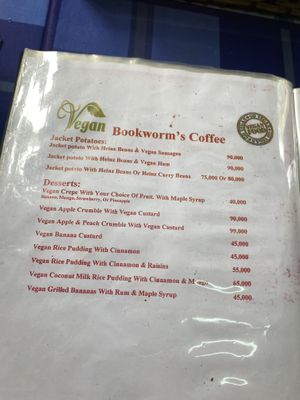 Vegan
Bookworm's Coffee
Jacket Potatoes:
Jacket potato With Heinz Beans & Vegan Sausages 90,000
Jacket potato With Heinz Beans & Vegan Ham 90,000
Jacket potato With Heinz Beans Or Heinz Curry Beans 75,000 Or 80,000
Desserts:
Vegan Crepe With Your Choice Of Fruit. With Maple Syrup 40,000
Banana, Mango, Strawberry, Or Pineapple
Vegan Apple Crumble With Vegan Custard 90,000
Vegan Apple & Peach Crumble With Vegan Custard 99,000
Vegan Banana Custard 45,000
Vegan Rice Pudding With Cinnamon 45,000
Vegan Rice Pudding With Cinnamon & Raisins 55,000
Vegan Coconut Milk Rice Pudding With Cinnamon & 65,000
Vegan Grilled Bananas With Rum & Maple Syrup 45,000